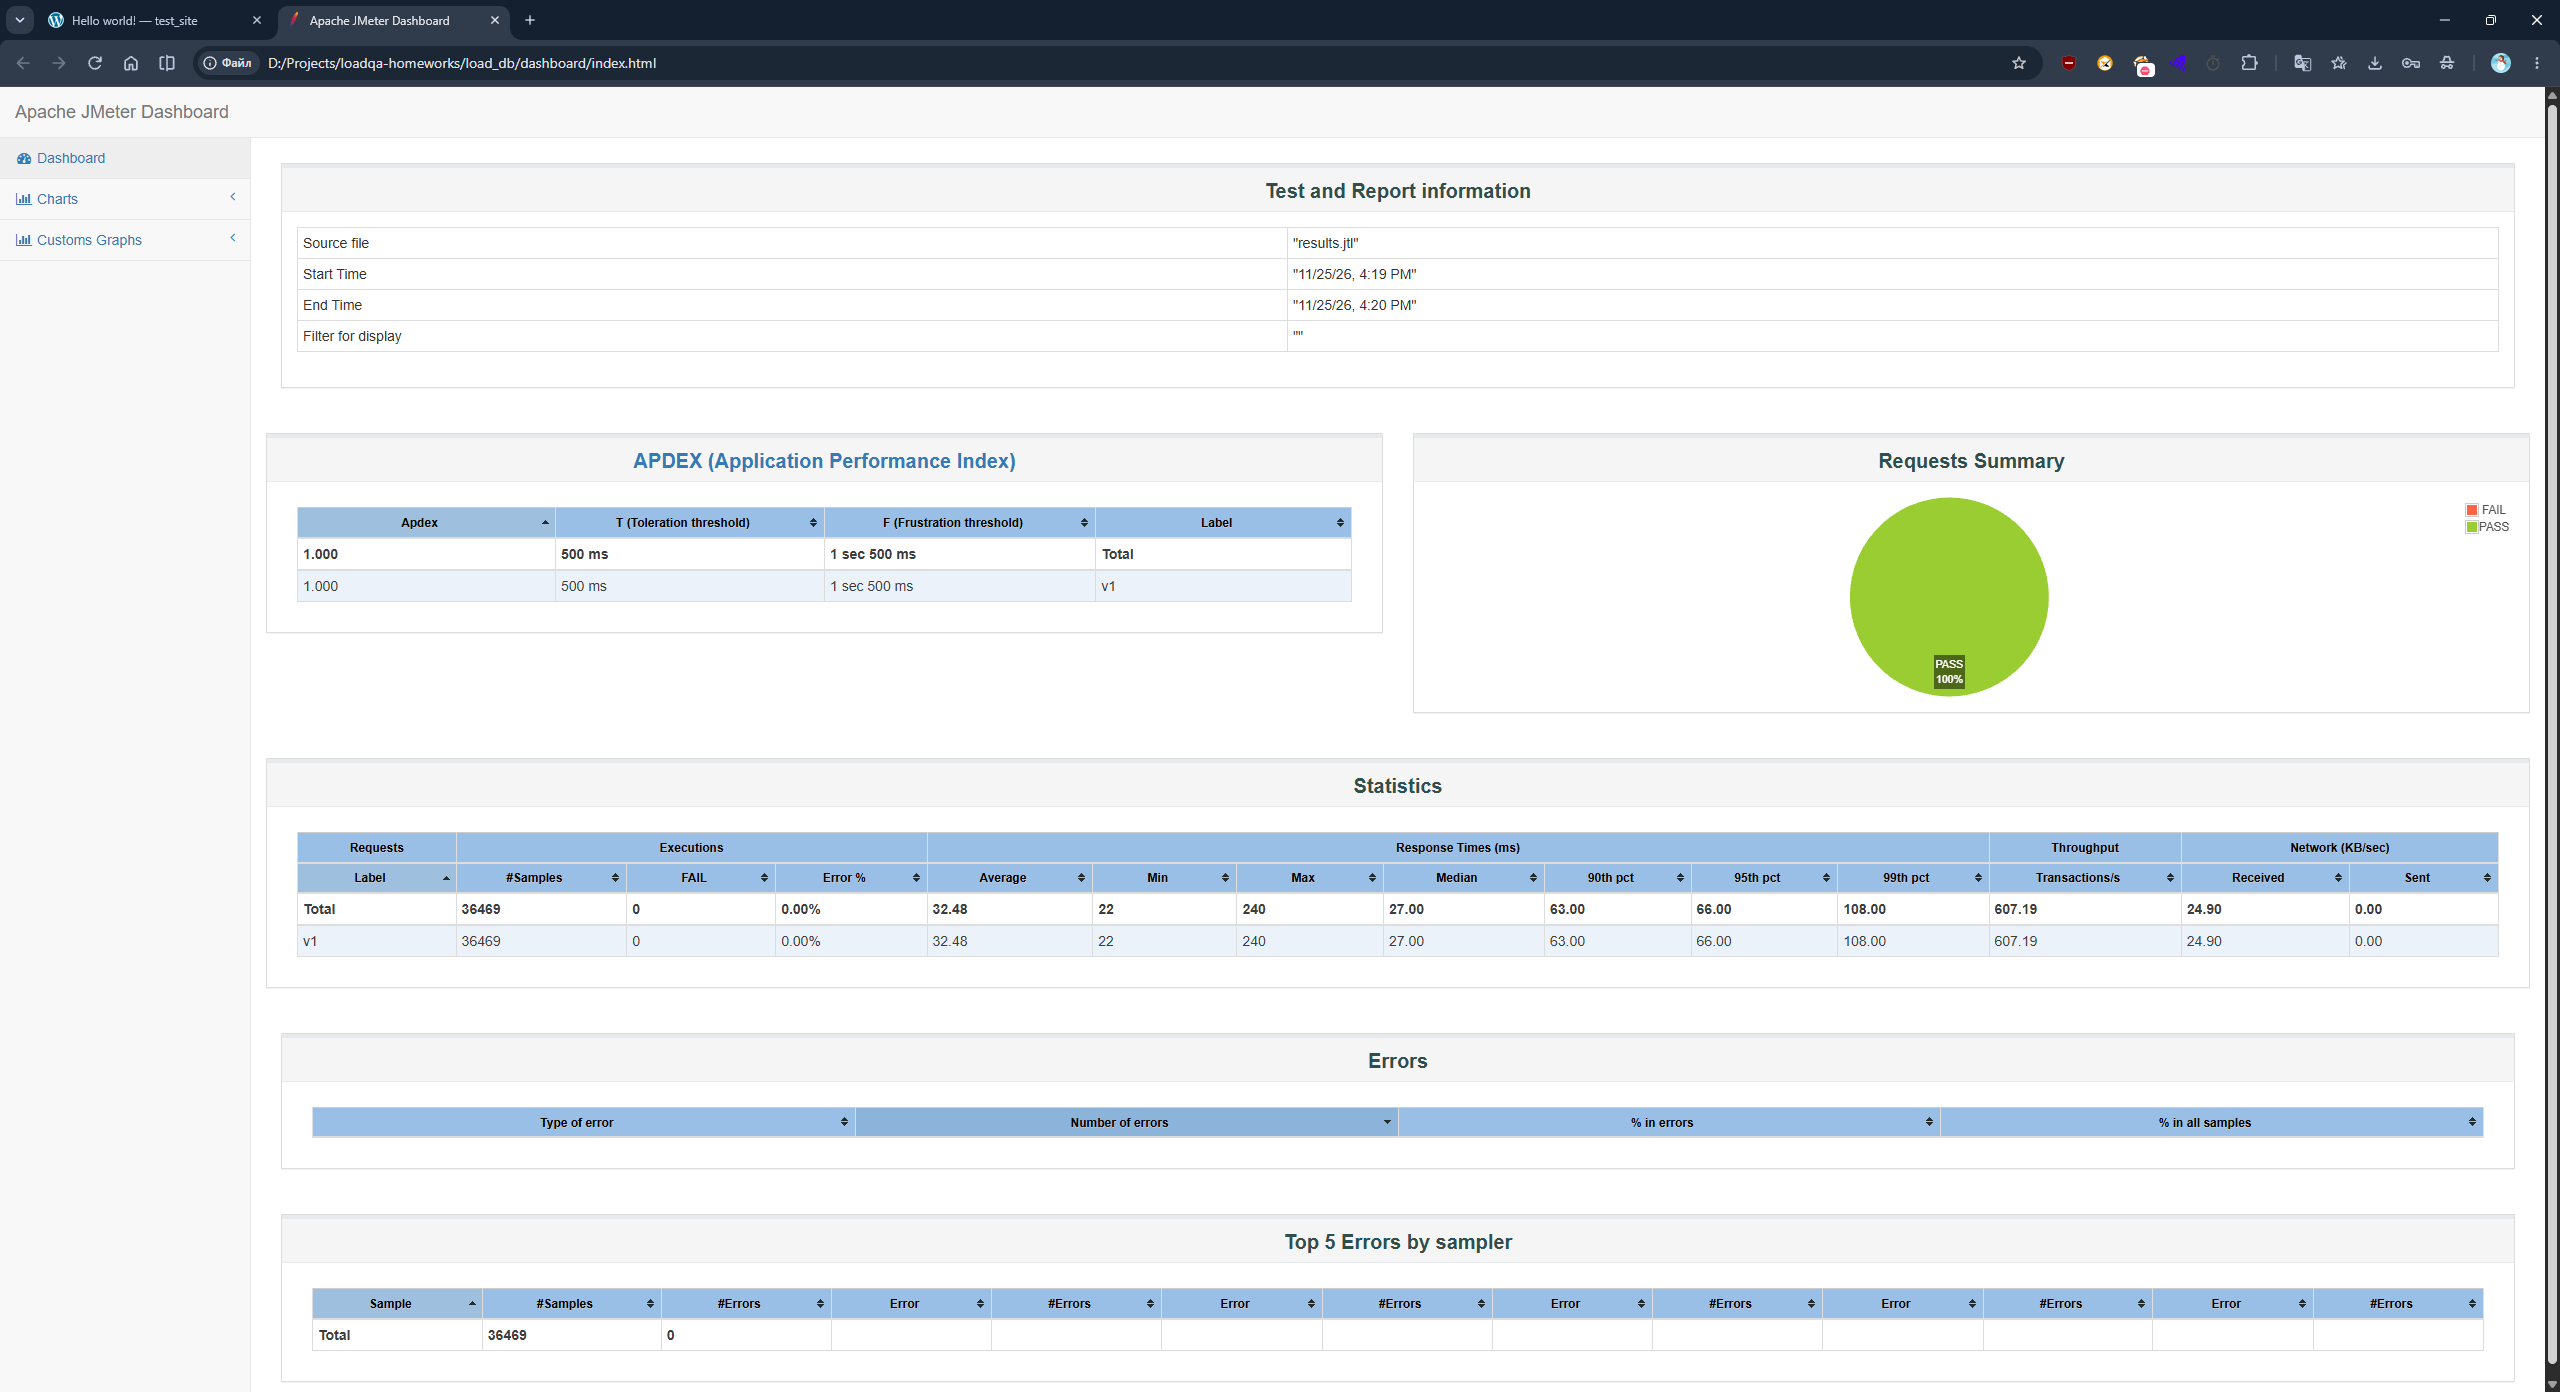 Hello world! — test_site
Apache JMeter Dashboard
Файл D:/Projects/loadqa-homeworks/load_db/dashboard/index.html
Apache JMeter Dashboard
Dashboard
Charts
Customs Graphs
Test and Report information
Source file "results.jtl"
Start Time "11/25/26, 4:19 PM"
End Time "11/25/26, 4:20 PM"
Filter for display ""
APDEX (Application Performance Index)
Apdex T (Toleration threshold) F (Frustration threshold) Label
1.000 500 ms 1 sec 500 ms Total
1.000 500 ms 1 sec 500 ms v1
Requests Summary
FAIL
PASS
PASS
100%
Statistics
Requests Executions Response Times (ms) Throughput Network (KB/sec)
Label #Samples FAIL Error % Average Min Max Median 90th pct 95th pct 99th pct Transactions/s Received Sent
Total 36469 0 0.00% 32.48 22 240 27.00 63.00 66.00 108.00 607.19 24.90 0.00
v1 36469 0 0.00% 32.48 22 240 27.00 63.00 66.00 108.00 607.19 24.90 0.00
Errors
Type of error Number of errors % in errors % in all samples
Top 5 Errors by sampler
Sample #Samples #Errors Error #Errors Error #Errors Error #Errors Error #Errors Error #Errors
Total 36469 0